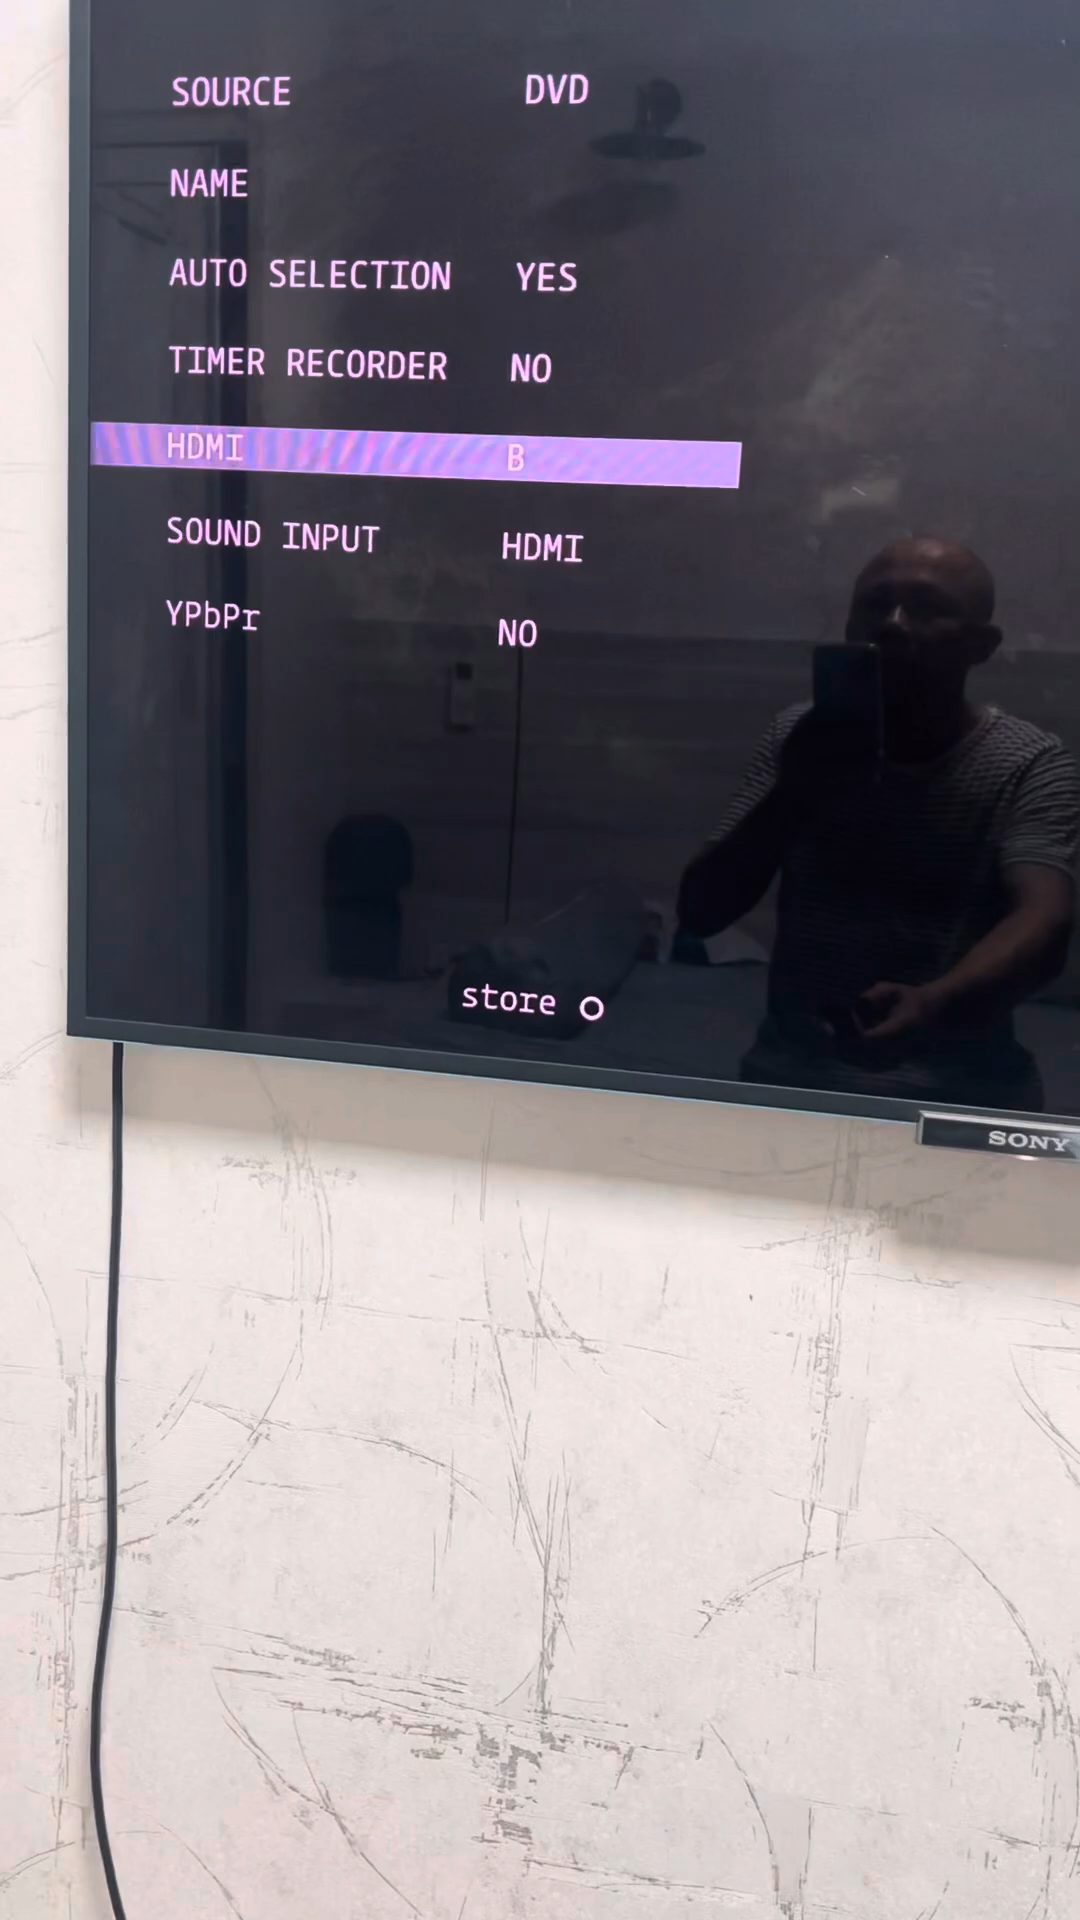 SOURCE DVD
NAME
AUTO SELECTION YES
TIMER RECORDER NO
HDMI B
SOUND INPUT HDMI
YPbPr NO
store O
SONY